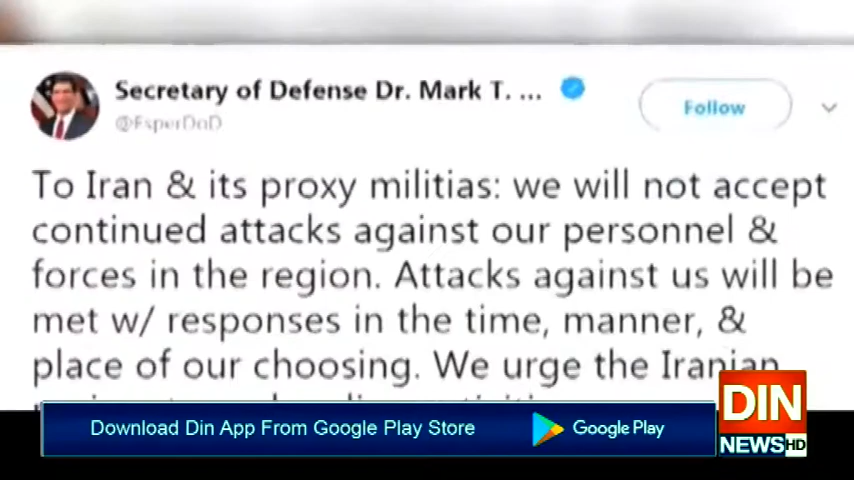 Secretary of Defense Dr. Mark T. ...
@EsperDoD
Follow
To Iran & its proxy militias: we will not accept
continued attacks against our personnel &
forces in the region. Attacks against us will be
met w/ responses in the time, manner, &
place of our choosing. We urge the Iranian
Download Din App From Google Play Store
Google Play
DIN
NEWS HD